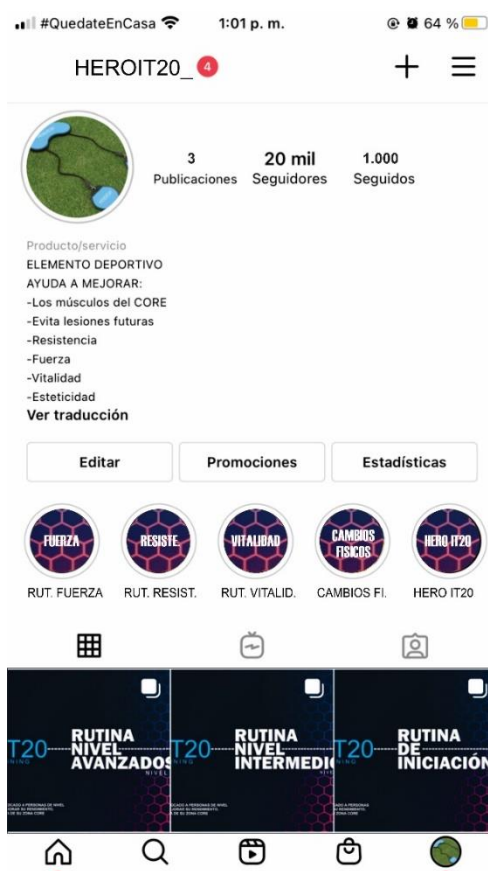 #QuedateEnCasa 1:01 p. m. 64 %
HEROIT20_ 4
3 20 mil 1.000
Publicaciones Seguidores Seguidos
Producto/servicio
ELEMENTO DEPORTIVO
AYUDA A MEJORAR:
-Los músculos del CORE
-Evita lesiones futuras
-Resistencia
-Fuerza
-Vitalidad
-Esteticidad
Ver traducción
Editar Promociones Estadísticas
FUERZA RESISTE. VITALIDAD CAMBIOS FISICOS HERO IT20
RUT. FUERZA RUT. RESIST. RUT. VITALID. CAMBIOS FI. HERO IT20
T20 RUTINA NIVEL AVANZADOS
T20 RUTINA NIVEL INTERMEDIO
T20 RUTINA DE INICIACIÓN